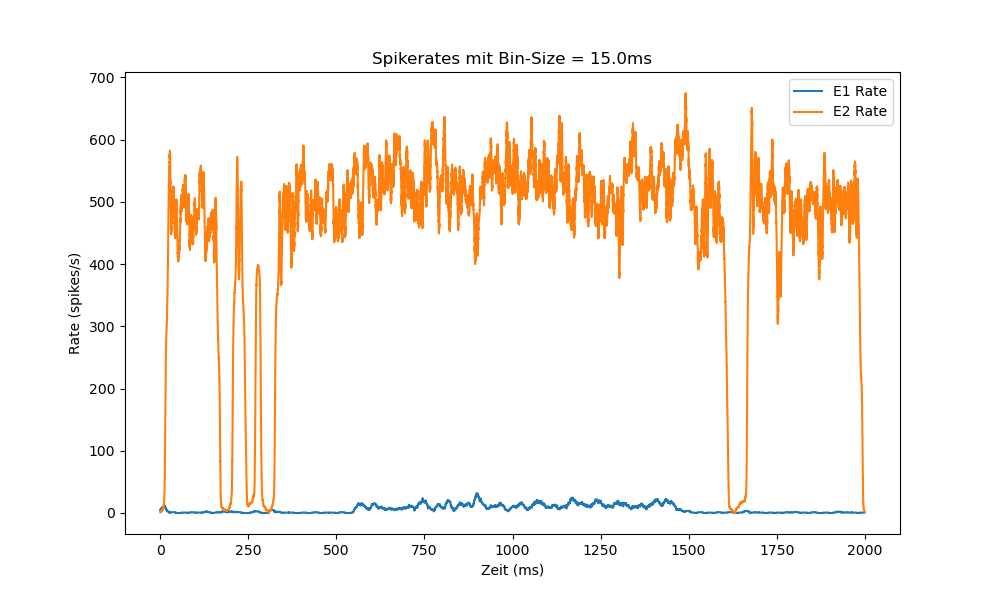 Spikerates mit Bin-Size = 15.0ms
E1 Rate
E2 Rate
Rate (spikes/s)
700
600
500
400
300
200
100
0
0 250 500 750 1000 1250 1500 1750 2000
Zeit (ms)